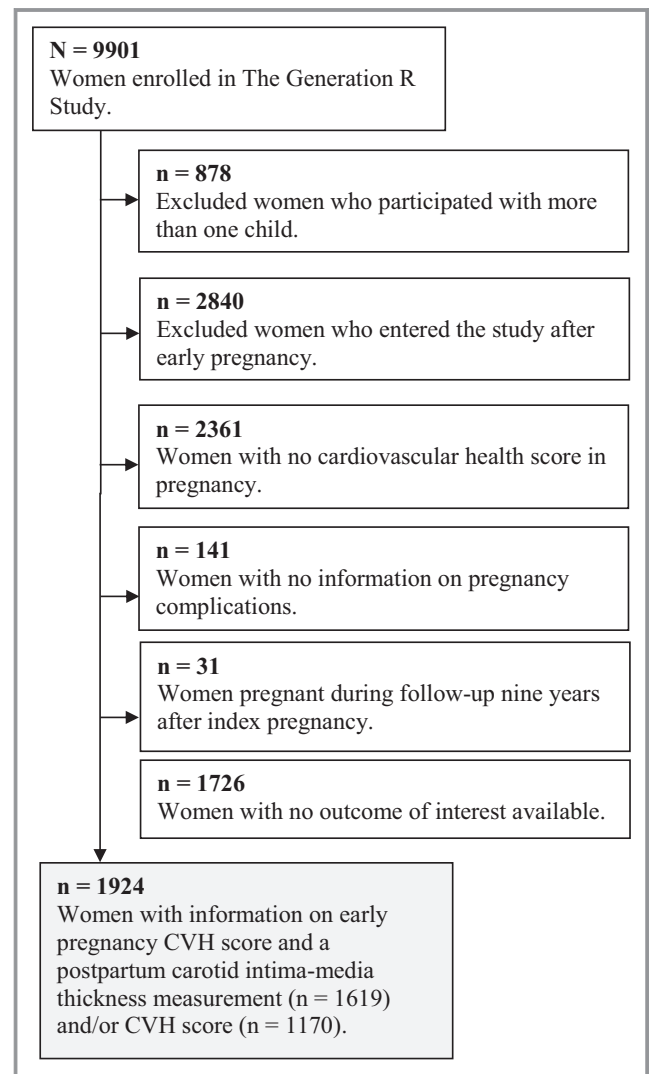 N = 9901
Women enrolled in The Generation R
Study.
n = 878
Excluded women who participated with more
than one child.
n = 2840
Excluded women who entered the study after
early pregnancy.
n = 2361
Women with no cardiovascular health score in
pregnancy.
n = 141
Women with no information on pregnancy
complications.
n = 31
Women pregnant during follow-up nine years
after index pregnancy.
n = 1726
Women with no outcome of interest available.
n = 1924
Women with information on early
pregnancy CVH score and a
postpartum carotid intima-media
thickness measurement (n = 1619)
and/or CVH score (n = 1170).